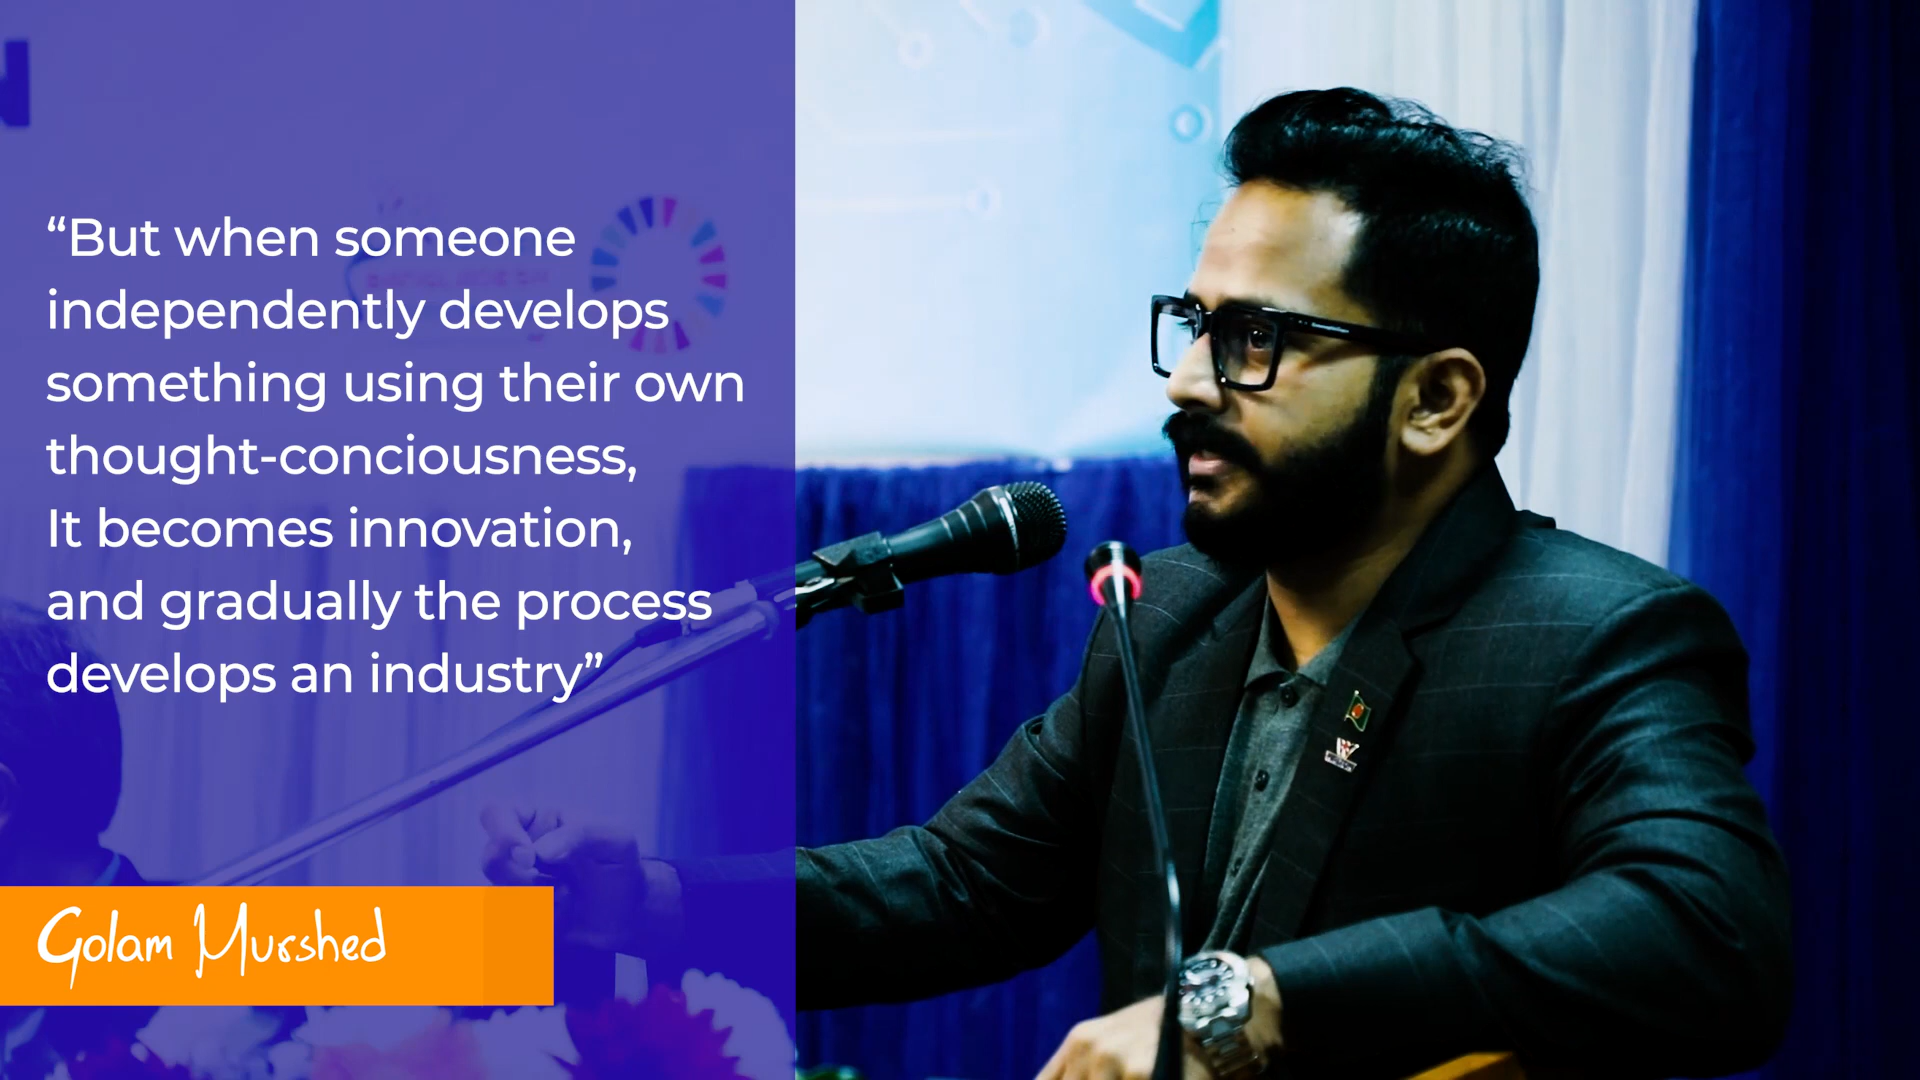 “But when someone
independently develops
something using their own
thought-conciousness,
It becomes innovation,
and gradually the process
develops an industry”
Golam Murshed